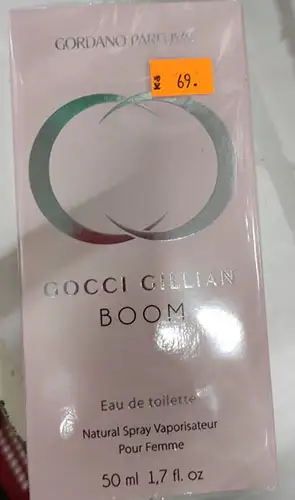 GORDANO PARFUMS
Kč 69.
GOCCI GILLIAN
BOOM
Eau de toilette
Natural Spray Vaporisateur
Pour Femme
50 ml 1,7 fl. oz